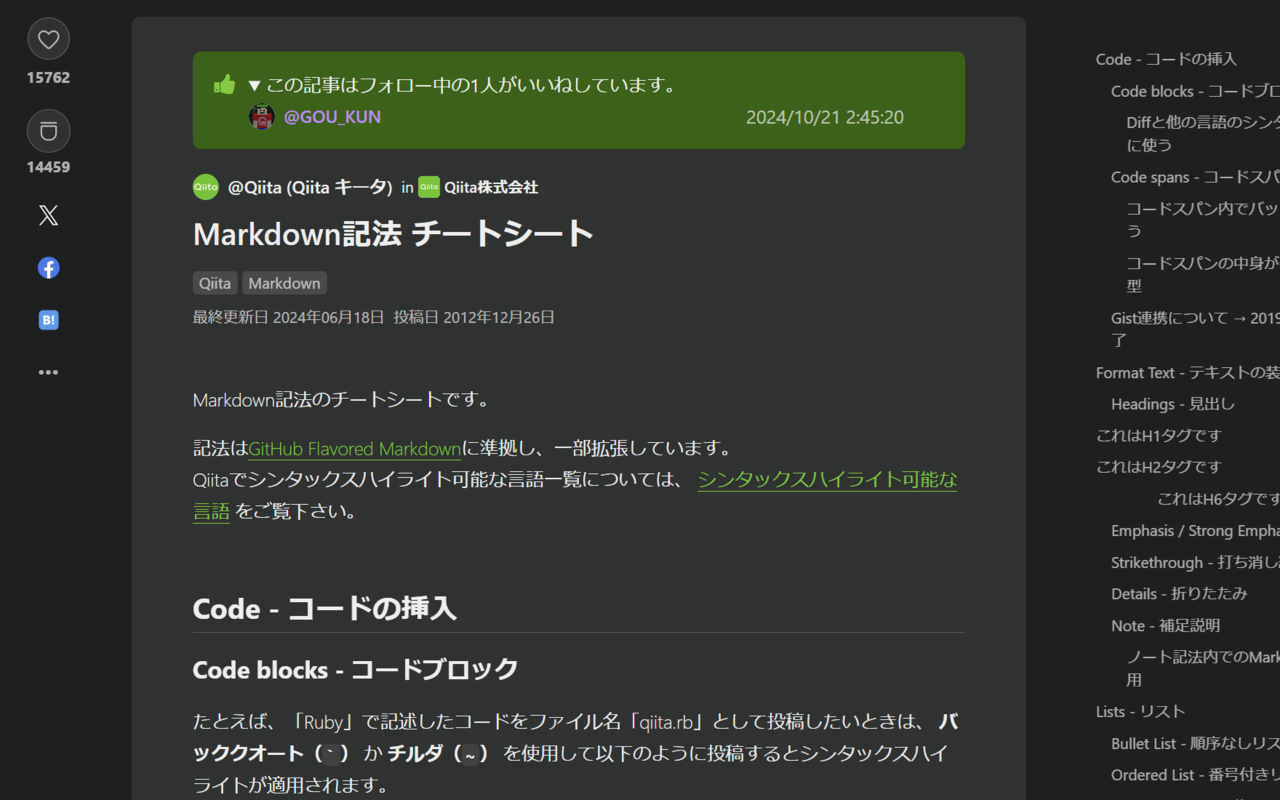 15762
14459
B!
▼ この記事はフォロー中の1人がいいねしています。
@GOU_KUN 2024/10/21 2:45:20
Qiita @Qiita (Qiita キータ) in Qiita Qiita株式会社
Markdown記法 チートシート
Qiita Markdown
最終更新日 2024年06月18日 投稿日 2012年12月26日
Markdown記法のチートシートです。
記法はGitHub Flavored Markdownに準拠し、一部拡張しています。
Qiitaでシンタックスハイライト可能な言語一覧については、 シンタックスハイライト可能な
言語 をご覧下さい。
Code - コードの挿入
Code blocks - コードブロック
たとえば、「Ruby」で記述したコードをファイル名「qiita.rb」として投稿したいときは、 バ
ッククオート（`） か チルダ（~） を使用して以下のように投稿するとシンタックスハイ
ライトが適用されます。
Code - コードの挿入
Code blocks - コードブロ
Diffと他の言語のシンタ
に使う
Code spans - コードスパ
コードスパン内でバッ
う
コードスパンの中身が
型
Gist連携について → 2019
了
Format Text - テキストの装
Headings - 見出し
これはH1タグです
これはH2タグです
これはH6タグです
Emphasis / Strong Empha
Strikethrough - 打ち消し
Details - 折りたたみ
Note - 補足説明
ノート記法内でのMark
用
Lists - リスト
Bullet List - 順序なしリス
Ordered List - 番号付きリ